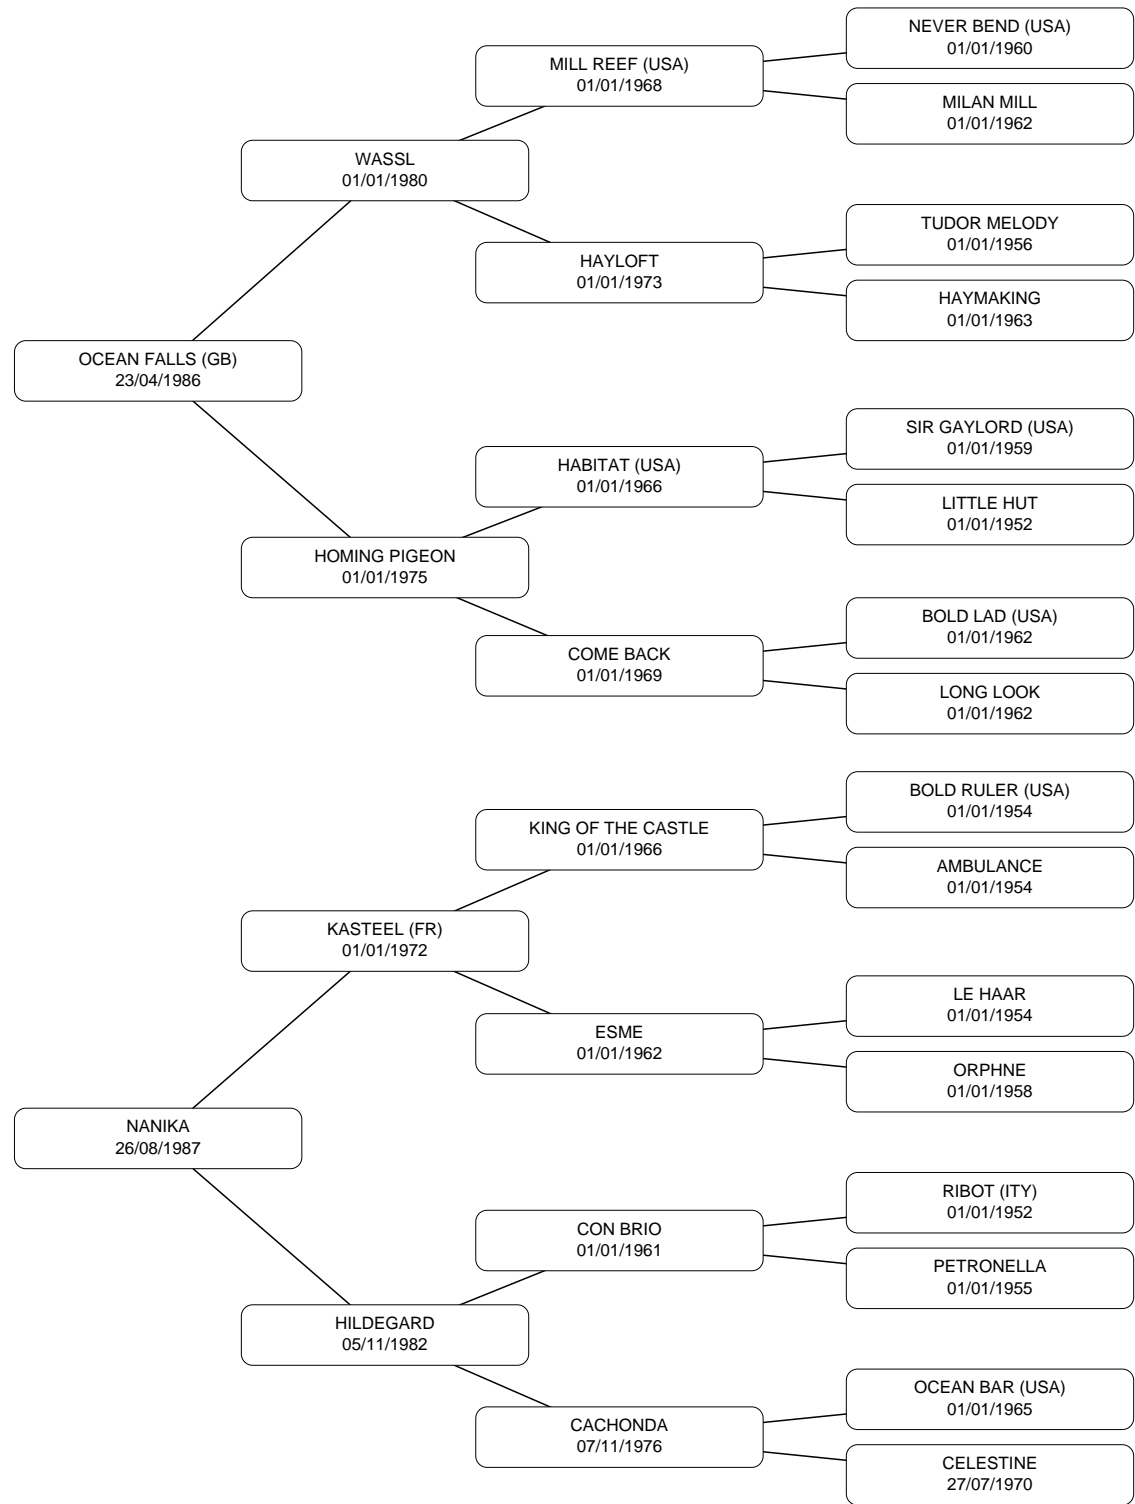 NEVER BEND (USA)
01/01/1960
MILL REEF (USA)
01/01/1968
MILAN MILL
01/01/1962
WASSL
01/01/1980
TUDOR MELODY
01/01/1956
HAYLOFT
01/01/1973
HAYMAKING
01/01/1963
OCEAN FALLS (GB)
23/04/1986
SIR GAYLORD (USA)
01/01/1959
HABITAT (USA)
01/01/1966
LITTLE HUT
01/01/1952
HOMING PIGEON
01/01/1975
BOLD LAD (USA)
01/01/1962
COME BACK
01/01/1969
LONG LOOK
01/01/1962
BOLD RULER (USA)
01/01/1954
KING OF THE CASTLE
01/01/1966
AMBULANCE
01/01/1954
KASTEEL (FR)
01/01/1972
LE HAAR
01/01/1954
ESME
01/01/1962
ORPHNE
01/01/1958
NANIKA
26/08/1987
RIBOT (ITY)
01/01/1952
CON BRIO
01/01/1961
PETRONELLA
01/01/1955
HILDEGARD
05/11/1982
OCEAN BAR (USA)
01/01/1965
CACHONDA
07/11/1976
CELESTINE
27/07/1970